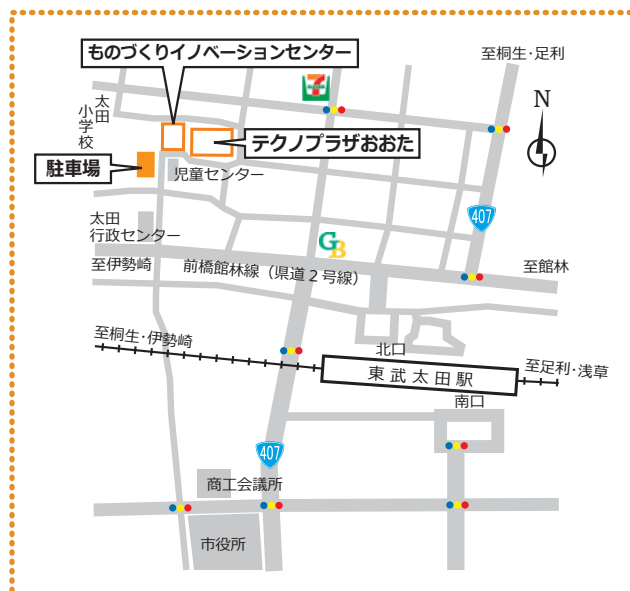 ものづくりイノベーションセンター
至桐生・足利
太田
小学校
N
テクノプラザおおた
駐車場
児童センター
407
太田
行政センター
GB
至伊勢崎
前橋館林線（県道２号線）
至館林
至桐生・伊勢崎
北口
東武太田駅
至足利・浅草
南口
407
商工会議所
市役所